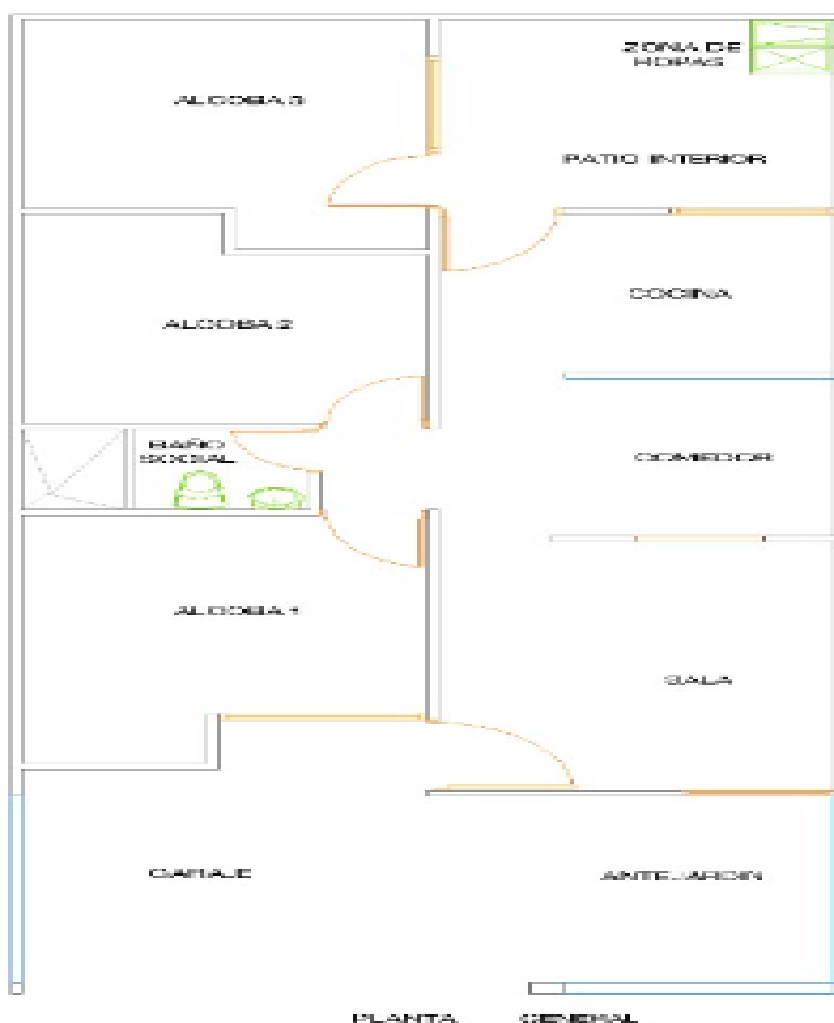 ZONA DE
ROPAS
ALCOBA 3
PATIO INTERIOR
COCINA
ALCOBA 2
BAÑO
SOCIAL
COMEDOR
ALCOBA 1
SALA
GARAJE
ANTEJARDIN
PLANTA GENERAL